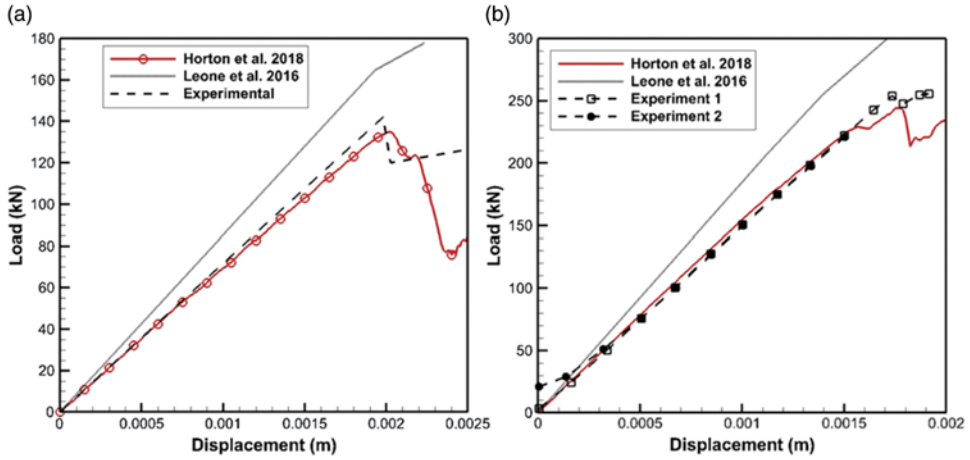 (a)
180
160
140
120
100
80
60
40
20
0
Load (kN)
Horton et al. 2018
Leone et al. 2016
Experimental
0 0.0005 0.001 0.0015 0.002 0.0025
Displacement (m)
(b)
300
250
200
150
100
50
0
Load (kN)
Horton et al. 2018
Leone et al. 2016
Experiment 1
Experiment 2
0 0.0005 0.001 0.0015 0.002
Displacement (m)